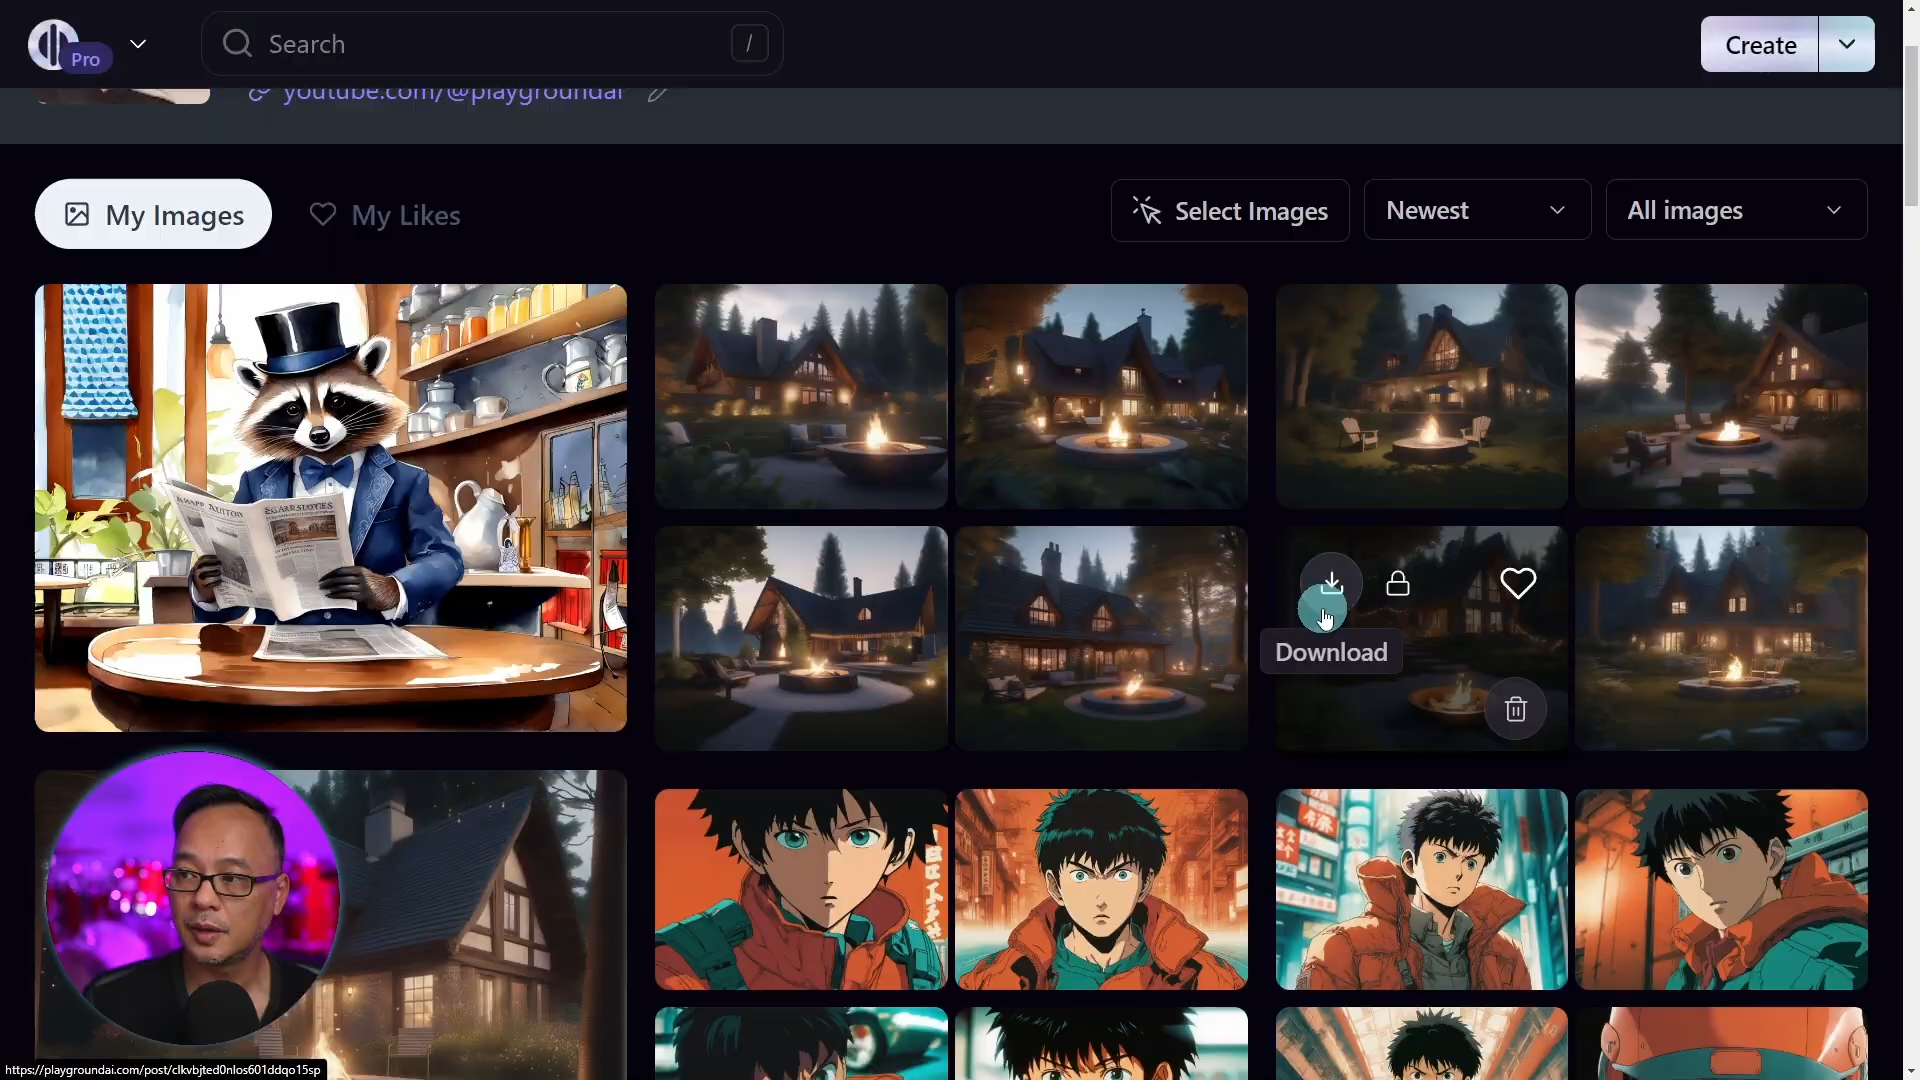 Pro
Search
/
Create
youtube.com/@playgroundai
My Images
My Likes
Select Images
Newest
All images
Download
https://playgroundai.com/post/clkvbjted0nlos601ddqo15sp